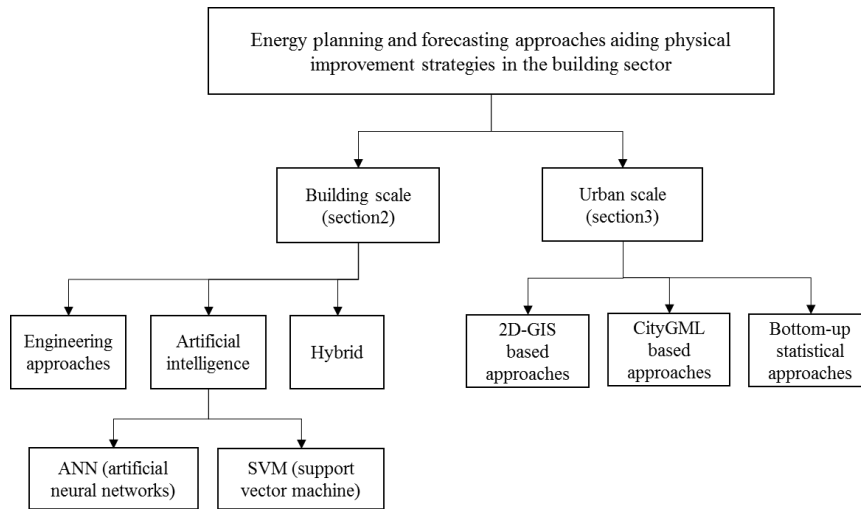 Energy planning and forecasting approaches aiding physical
improvement strategies in the building sector
Building scale
(section2)
Urban scale
(section3)
Engineering
approaches
Artificial
intelligence
Hybrid
2D-GIS
based
approaches
CityGML
based
approaches
Bottom-up
statistical
approaches
ANN (artificial
neural networks)
SVM (support
vector machine)